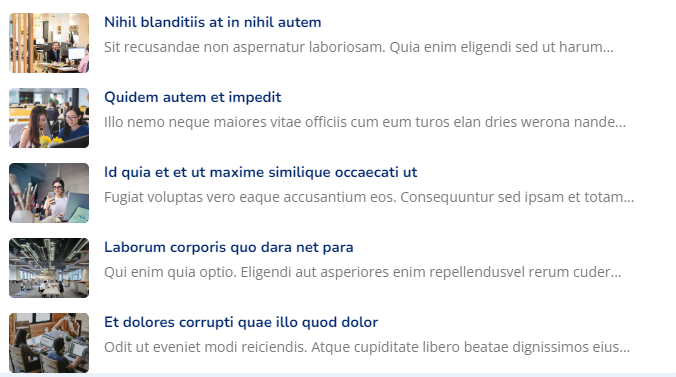 Nihil blanditiis at in nihil autem
Sit recusandae non aspernatur laboriosam. Quia enim eligendi sed ut harum...
Quidem autem et impedit
Illo nemo neque maiores vitae officiis cum eum turos elan dries werona nande...
Id quia et et ut maxime similique occaecati ut
Fugiat voluptas vero eaque accusantium eos. Consequuntur sed ipsam et totam...
Laborum corporis quo dara net para
Qui enim quia optio. Eligendi aut asperiores enim repellendusvel rerum cuder...
Et dolores corrupti quae illo quod dolor
Odit ut eveniet modi reiciendis. Atque cupiditate libero beatae dignissimos eius...